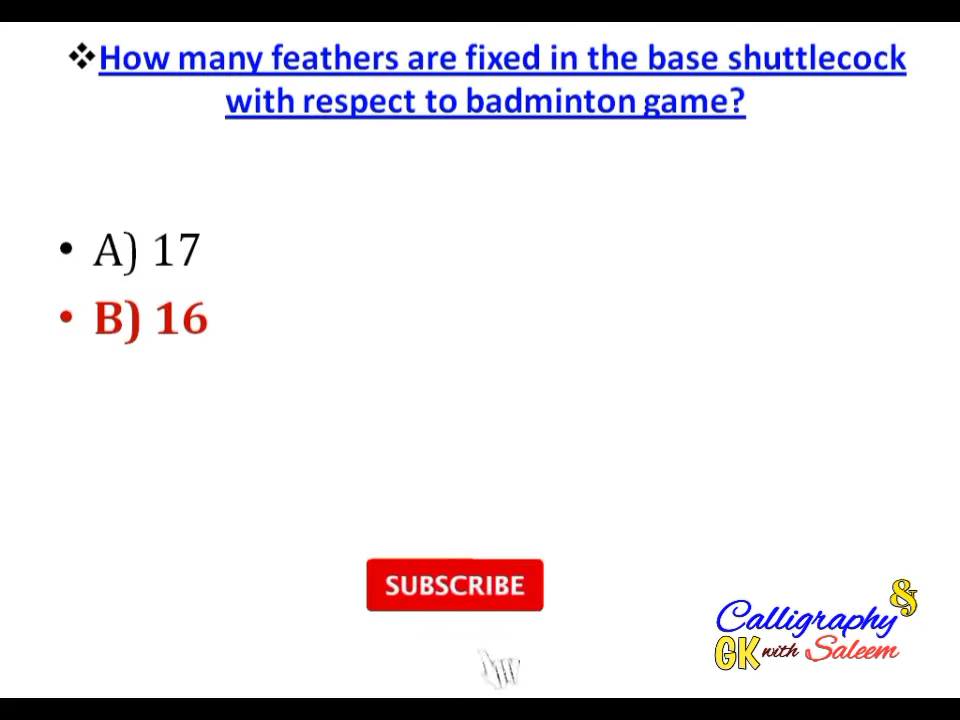 ❖How many feathers are fixed in the base shuttlecock
with respect to badminton game?
• A) 17
• B) 16
SUBSCRIBE
&
Calligraphy
GK with Saleem